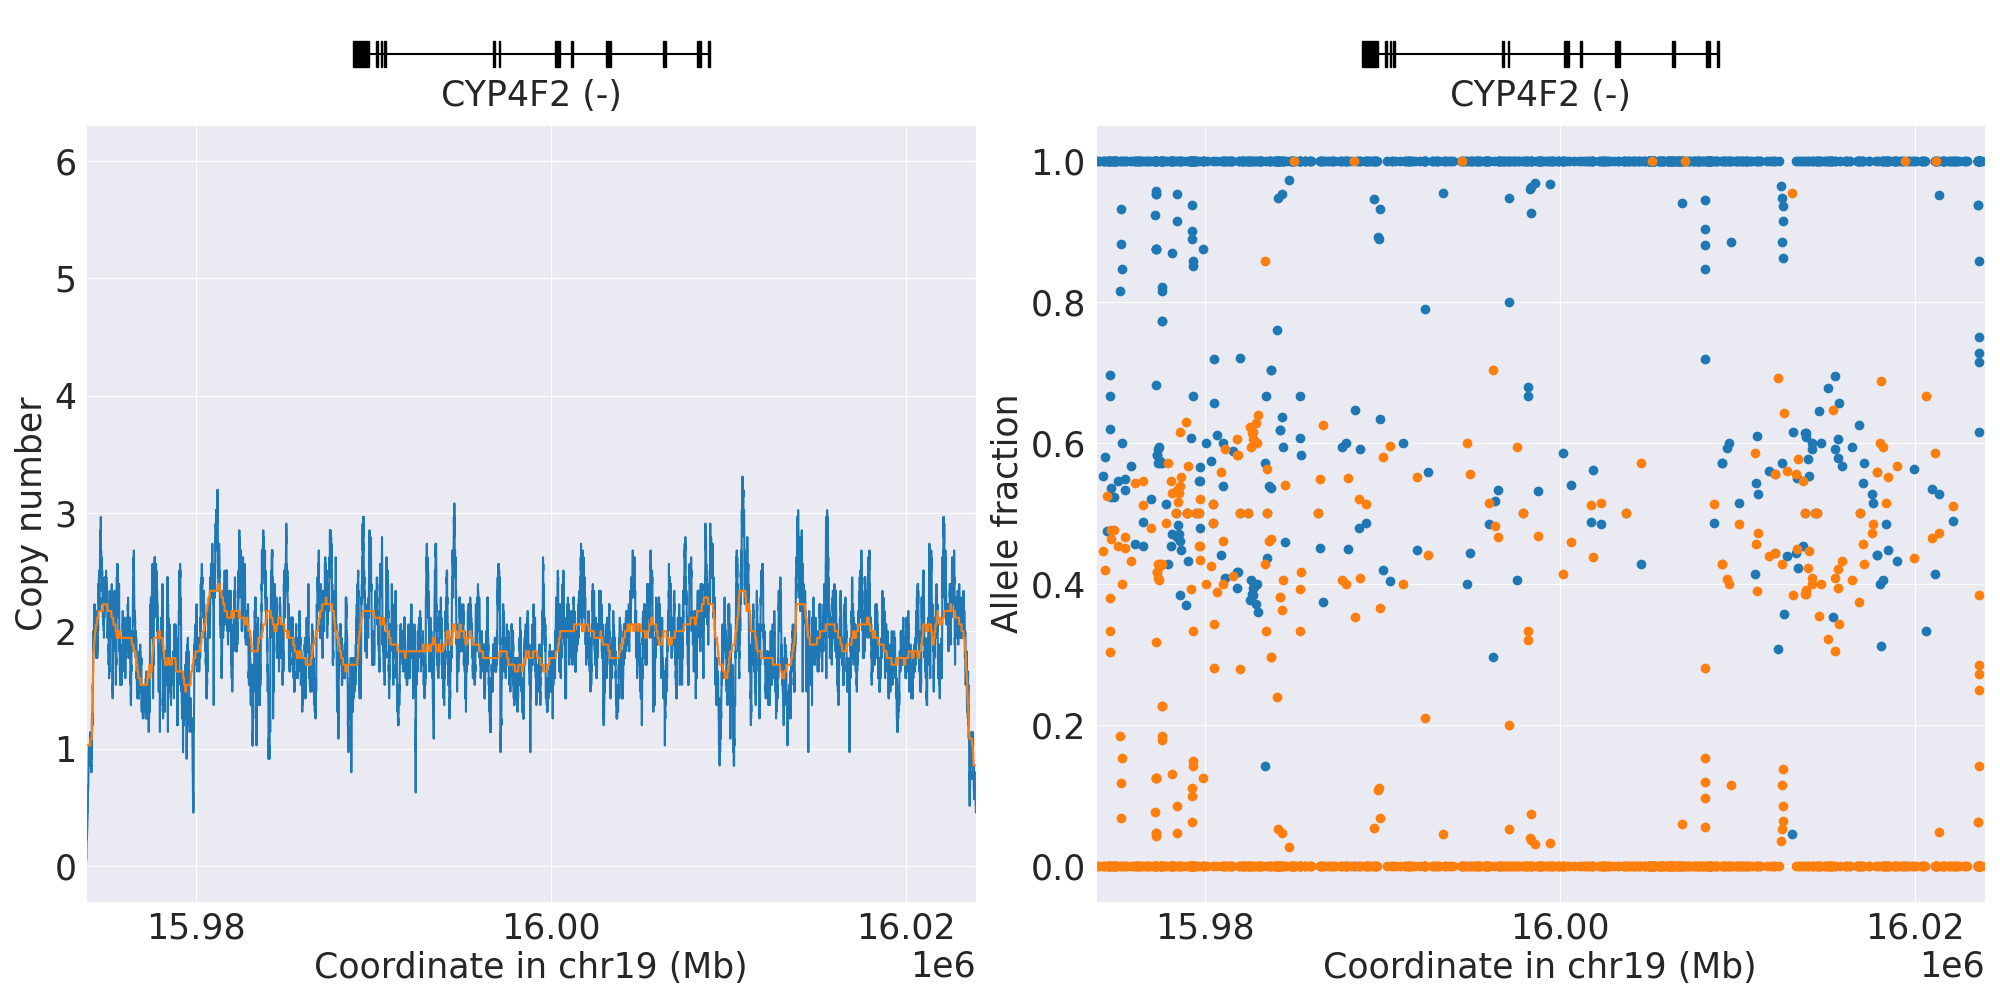 CYP4F2 (-)
6
5
4
3
2
1
0
Copy number
15.98
16.00
16.02
Coordinate in chr19 (Mb)
1e6
CYP4F2 (-)
1.0
0.8
0.6
0.4
0.2
0.0
Allele fraction
15.98
16.00
16.02
Coordinate in chr19 (Mb)
1e6